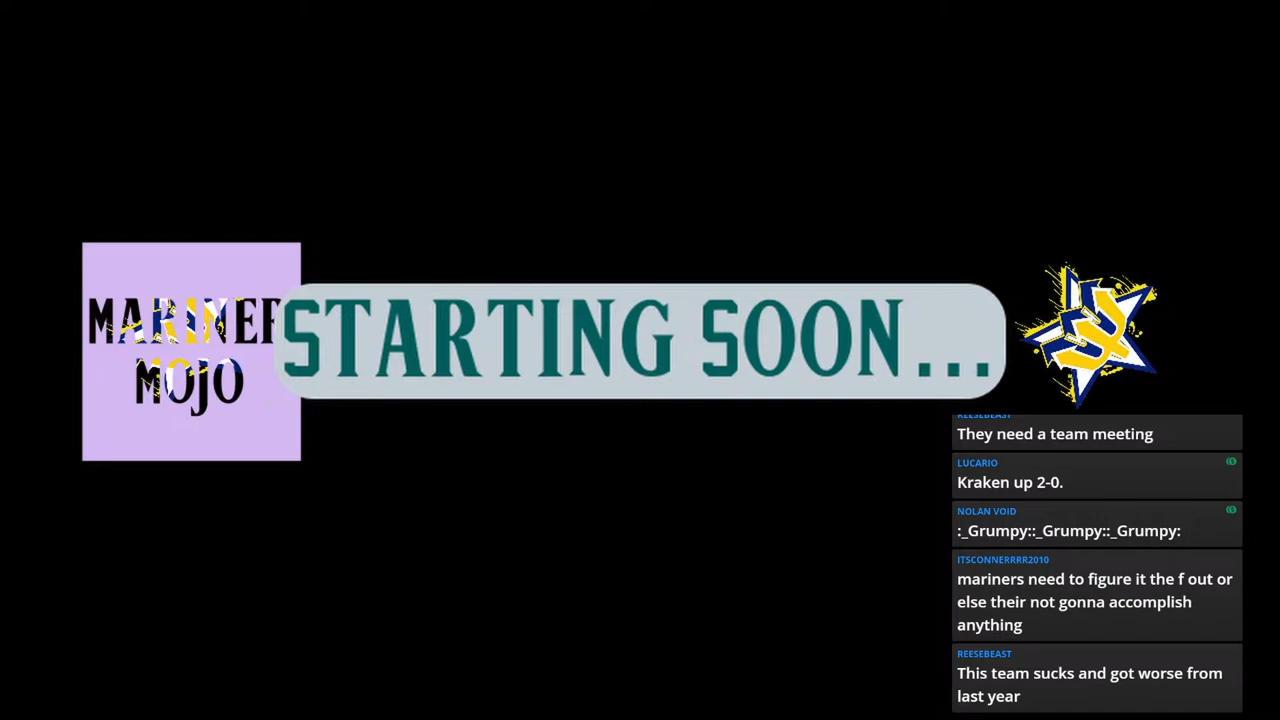 MARINER
MOJO
STARTING SOON...
REESEBEAST
They need a team meeting
LUCARIO
Kraken up 2-0.
NOLAN VOID
:_Grumpy::_Grumpy::_Grumpy:
ITSCONNERRRR2010
mariners need to figure it the f out or
else their not gonna accomplish
anything
REESEBEAST
This team sucks and got worse from
last year